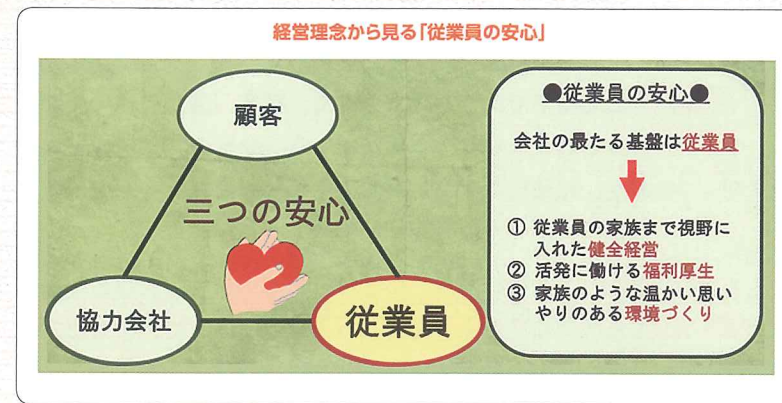 経営理念から見る「従業員の安心」
顧客
三つの安心
協力会社
従業員
●従業員の安心●
会社の最たる基盤は従業員
① 従業員の家族まで視野に
入れた健全経営
② 活発に働ける福利厚生
③ 家族のような温かい思い
やりのある環境づくり